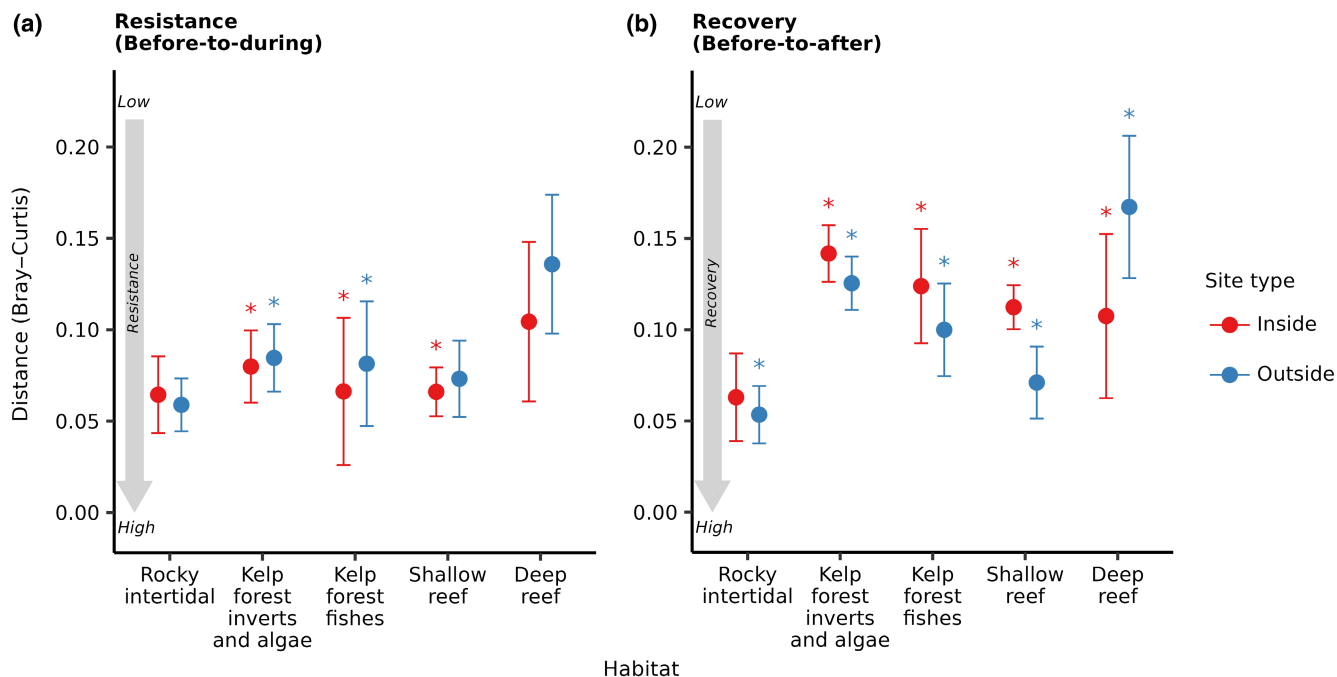 (a)
Resistance
(Before-to-during)
Distance (Bray–Curtis)
0.20
0.15
0.10
0.05
0.00
Low
Resistance
High
*
*
*
*
*
Rocky
intertidal
Kelp
forest
inverts
and algae
Kelp
forest
fishes
Shallow
reef
Deep
reef
(b)
Recovery
(Before-to-after)
0.20
0.15
0.10
0.05
0.00
Low
Recovery
High
*
*
*
*
*
*
*
*
*
Rocky
intertidal
Kelp
forest
inverts
and algae
Kelp
forest
fishes
Shallow
reef
Deep
reef
Habitat
Site type
Inside
Outside